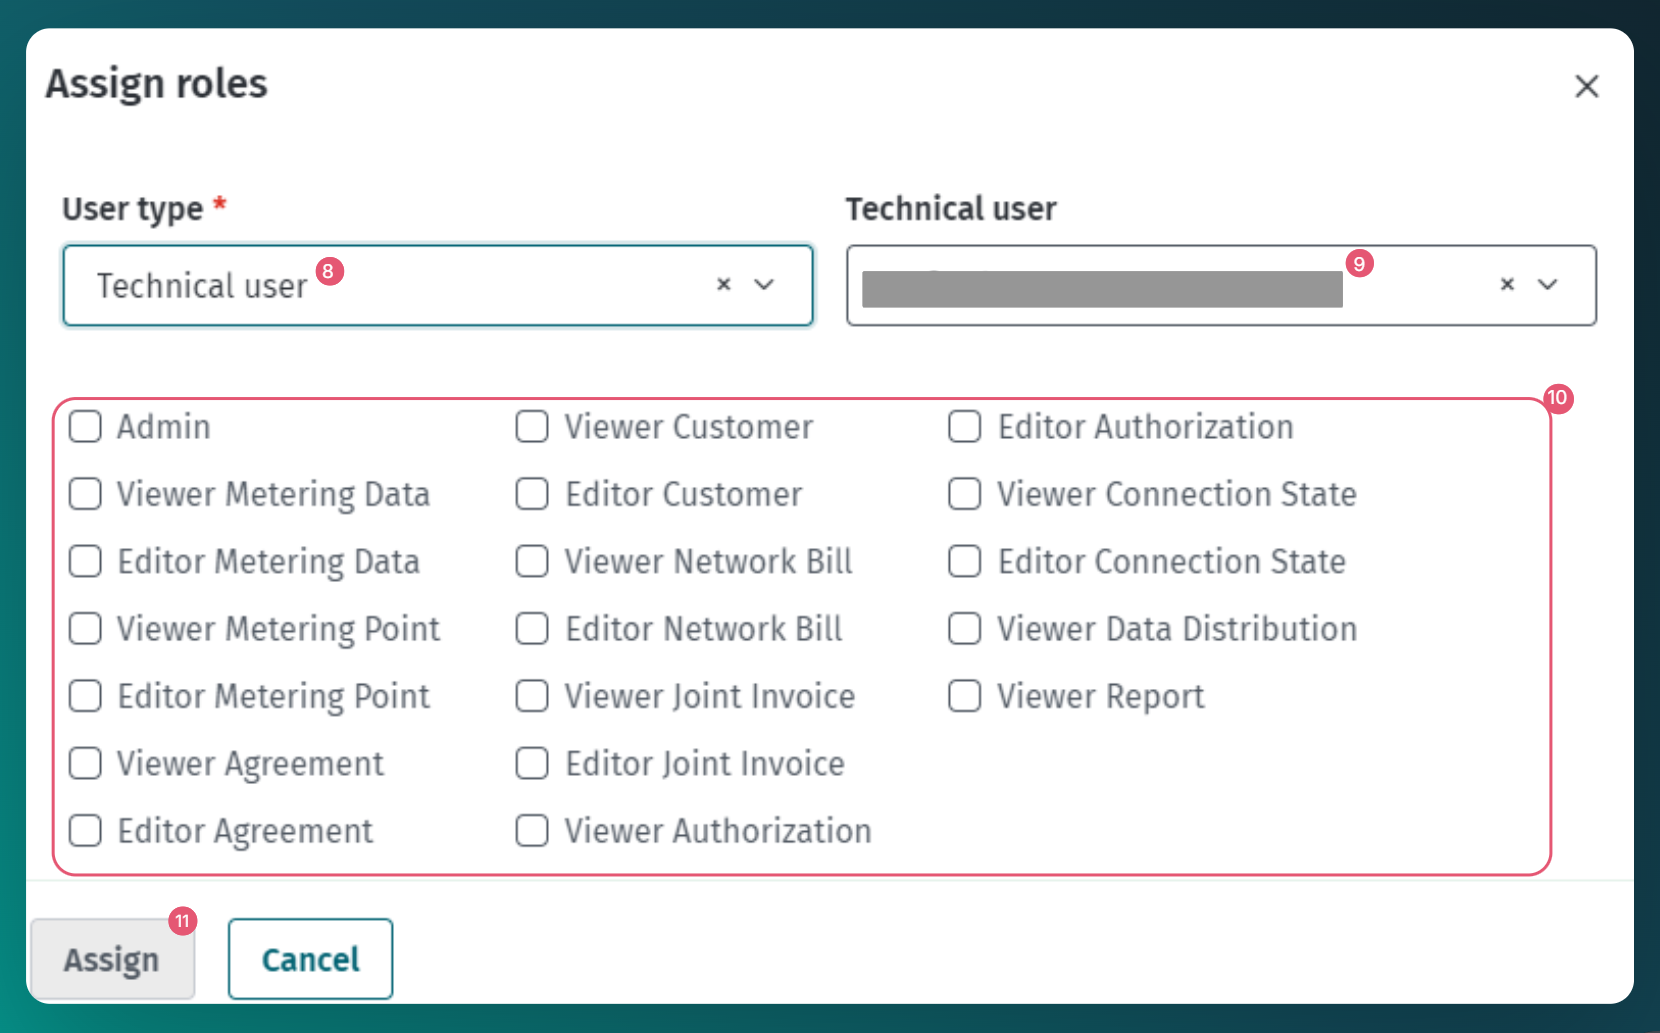 Assign roles
User type *
Technical user
Technical user 8
9
10
Admin
Viewer Metering Data
Editor Metering Data
Viewer Metering Point
Editor Metering Point
Viewer Agreement
Editor Agreement
Viewer Customer
Editor Customer
Viewer Network Bill
Editor Network Bill
Viewer Joint Invoice
Editor Joint Invoice
Viewer Authorization
Editor Authorization
Viewer Connection State
Editor Connection State
Viewer Data Distribution
Viewer Report
11
Assign
Cancel